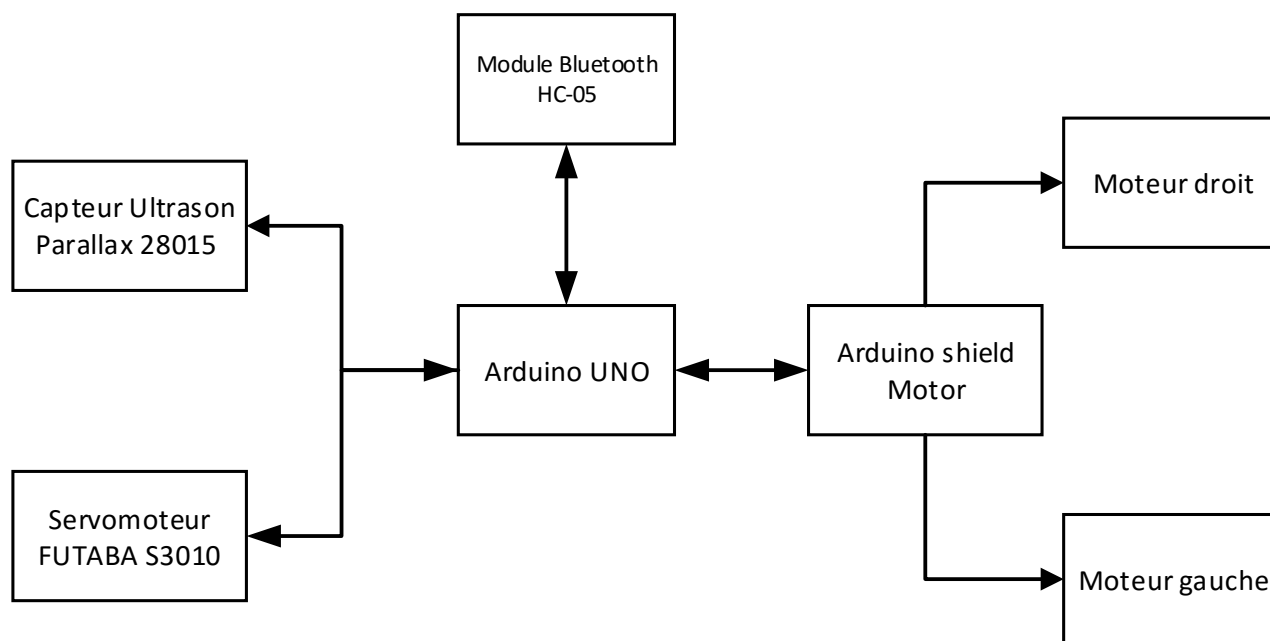 Module Bluetooth
HC-05
Capteur Ultrason
Parallax 28015
Moteur droit
Arduino UNO
Arduino shield
Motor
Servomoteur
FUTABA S3010
Moteur gauche